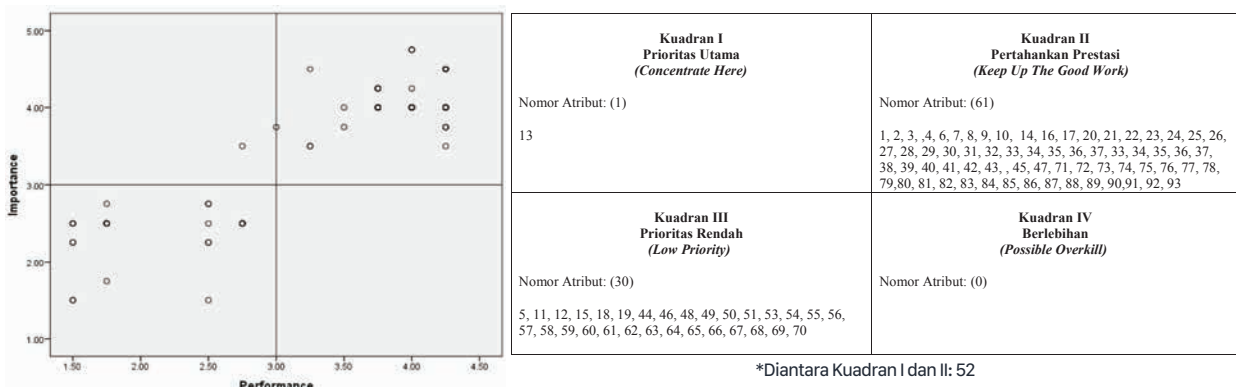 5.00
4.00
3.00
2.00
1.00
Importance
1.50 2.00 2.50 3.00 3.50 4.00 4.50
Performance
Kuadran I
Prioritas Utama
(Concentrate Here)
Nomor Atribut: (1)
13
Kuadran II
Pertahankan Prestasi
(Keep Up The Good Work)
Nomor Atribut: (61)
1, 2, 3, ,4, 6, 7, 8, 9, 10, 14, 16, 17, 20, 21, 22, 23, 24, 25, 26,
27, 28, 29, 30, 31, 32, 33, 34, 35, 36, 37, 33, 34, 35, 36, 37,
38, 39, 40, 41, 42, 43, , 45, 47, 71, 72, 73, 74, 75, 76, 77, 78,
79,80, 81, 82, 83, 84, 85, 86, 87, 88, 89, 90,91, 92, 93
Kuadran III
Prioritas Rendah
(Low Priority)
Nomor Atribut: (30)
5, 11, 12, 15, 18, 19, 44, 46, 48, 49, 50, 51, 53, 54, 55, 56,
57, 58, 59, 60, 61, 62, 63, 64, 65, 66, 67, 68, 69, 70
Kuadran IV
Berlebihan
(Possible Overkill)
Nomor Atribut: (0)
*Diantara Kuadran I dan II: 52